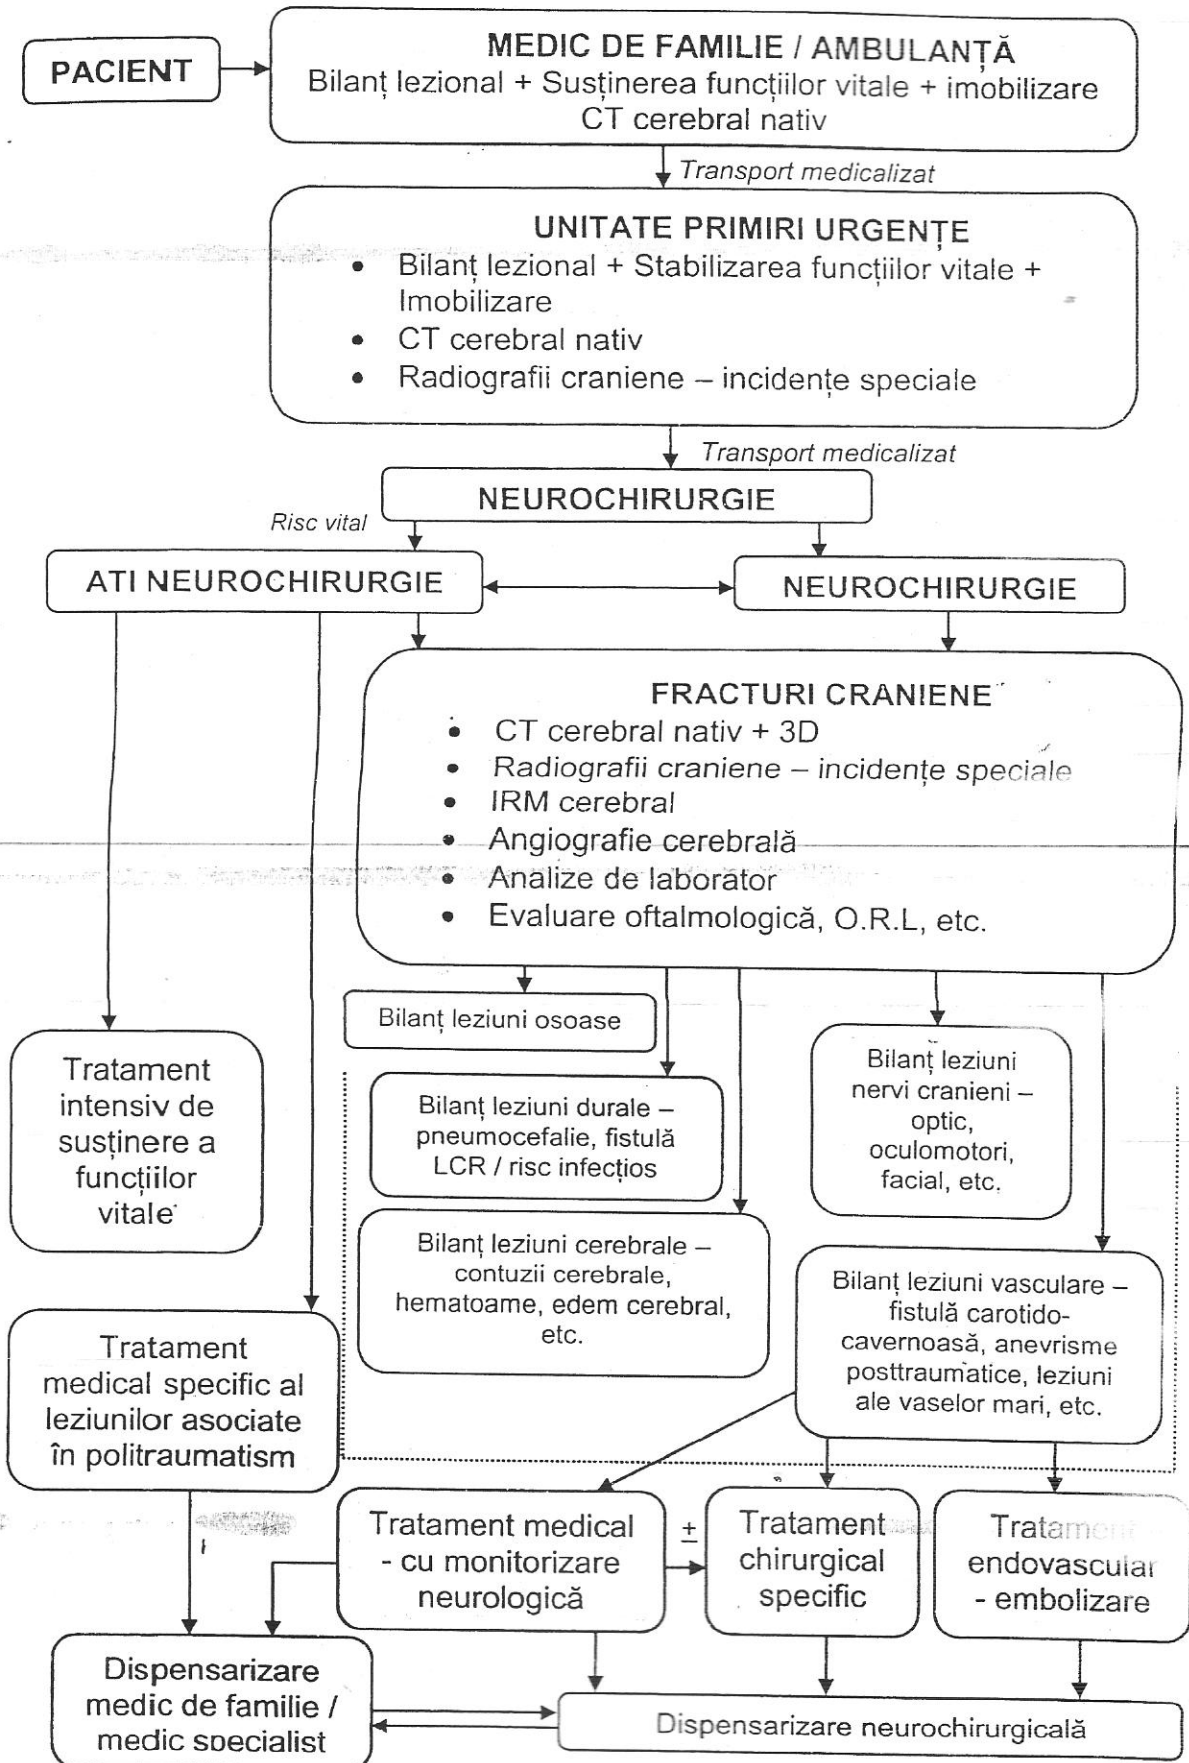 PACIENT
MEDIC DE FAMILIE / AMBULANȚĂ
Bilanț lezional + Susținerea funcțiilor vitale + imobilizare
CT cerebral nativ
Transport medicalizat
UNITATE PRIMIRI URGENȚE
• Bilanț lezional + Stabilizarea funcțiilor vitale +
Imobilizare
• CT cerebral nativ
• Radiografii craniene – incidențe speciale
Transport medicalizat
NEUROCHIRURGIE
Risc vital
ATI NEUROCHIRURGIE
NEUROCHIRURGIE
FRACTURI CRANIENE
• CT cerebral nativ + 3D
• Radiografii craniene – incidențe speciale
• IRM cerebral
• Angiografie cerebrală
• Analize de laborator
• Evaluare oftalmologică, O.R.L, etc.
Bilanț leziuni osoase
Tratament
intensiv de
susținere a
funcțiilor
vitale
Bilanț leziuni durale –
pneumocefalie, fistulă
LCR / risc infecțios
Bilanț leziuni
nervi cranieni –
optic,
oculomotori,
facial, etc.
Bilanț leziuni cerebrale –
contuzii cerebrale,
hematoame, edem cerebral,
etc.
Bilanț leziuni vasculare –
fistulă carotido-
cavernoasă, anevrisme
posttraumatice, leziuni
ale vaselor mari, etc.
Tratament
medical specific al
leziunilor asociate
în politraumatism
Tratament medical
- cu monitorizare
neurologică
±
Tratament
chirurgical
specific
Tratament
endovascular
- embolizare
Dispensarizare
medic de familie /
medic specialist
Dispensarizare neurochirurgicală